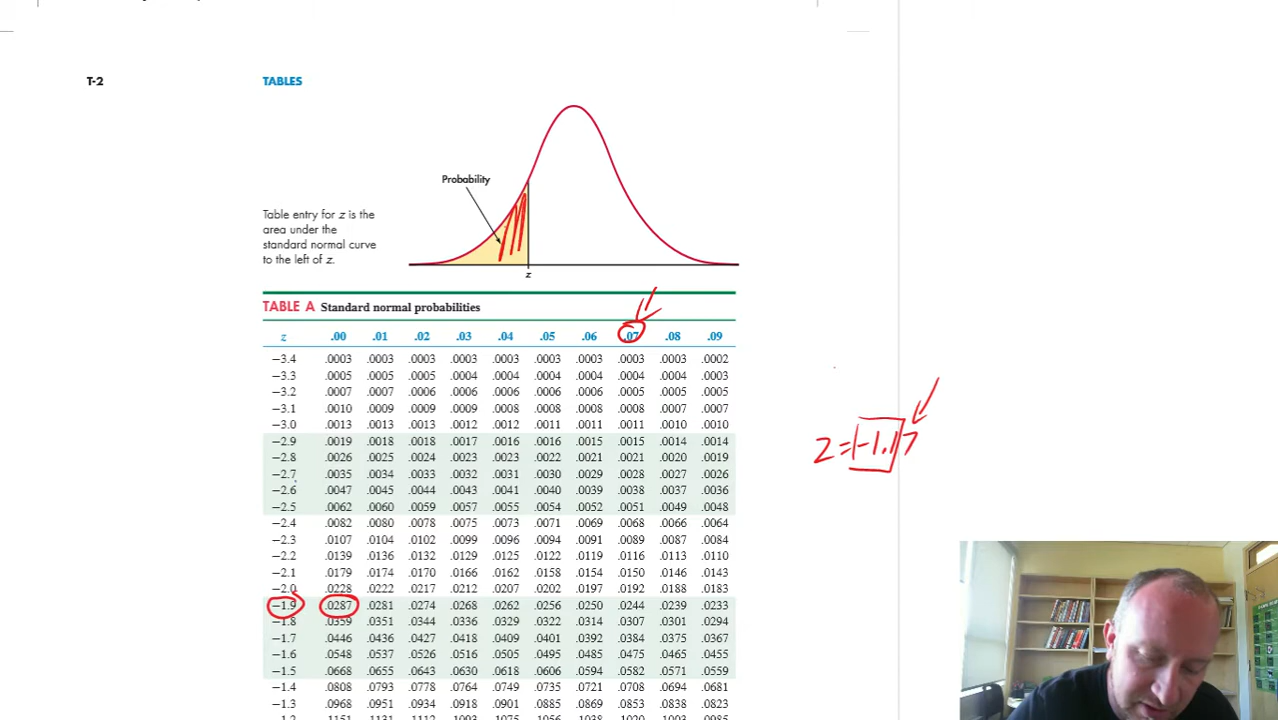 T-2 TABLES
Probability
Table entry for z is the
area under the
standard normal curve
to the left of z.
z
TABLE A Standard normal probabilities
z .00 .01 .02 .03 .04 .05 .06 .07 .08 .09
−3.4 .0003 .0003 .0003 .0003 .0003 .0003 .0003 .0003 .0003 .0002
−3.3 .0005 .0005 .0005 .0004 .0004 .0004 .0004 .0004 .0004 .0003
−3.2 .0007 .0007 .0006 .0006 .0006 .0006 .0006 .0005 .0005 .0005
−3.1 .0010 .0009 .0009 .0009 .0008 .0008 .0008 .0008 .0007 .0007
−3.0 .0013 .0013 .0013 .0012 .0012 .0011 .0011 .0011 .0010 .0010
−2.9 .0019 .0018 .0018 .0017 .0016 .0016 .0015 .0015 .0014 .0014
z=-1.17
−2.8 .0026 .0025 .0024 .0023 .0023 .0022 .0021 .0021 .0020 .0019
−2.7 .0035 .0034 .0033 .0032 .0031 .0030 .0029 .0028 .0027 .0026
−2.6 .0047 .0045 .0044 .0043 .0041 .0040 .0039 .0038 .0037 .0036
−2.5 .0062 .0060 .0059 .0057 .0055 .0054 .0052 .0051 .0049 .0048
−2.4 .0082 .0080 .0078 .0075 .0073 .0071 .0069 .0068 .0066 .0064
−2.3 .0107 .0104 .0102 .0099 .0096 .0094 .0091 .0089 .0087 .0084
−2.2 .0139 .0136 .0132 .0129 .0125 .0122 .0119 .0116 .0113 .0110
−2.1 .0179 .0174 .0170 .0166 .0162 .0158 .0154 .0150 .0146 .0143
−2.0 .0228 .0222 .0217 .0212 .0207 .0202 .0197 .0192 .0188 .0183
−1.9 .0287 .0281 .0274 .0268 .0262 .0256 .0250 .0244 .0239 .0233
−1.8 .0359 .0351 .0344 .0336 .0329 .0322 .0314 .0307 .0301 .0294
−1.7 .0446 .0436 .0427 .0418 .0409 .0401 .0392 .0384 .0375 .0367
−1.6 .0548 .0537 .0526 .0516 .0505 .0495 .0485 .0475 .0465 .0455
−1.5 .0668 .0655 .0643 .0630 .0618 .0606 .0594 .0582 .0571 .0559
−1.4 .0808 .0793 .0778 .0764 .0749 .0735 .0721 .0708 .0694 .0681
−1.3 .0968 .0951 .0934 .0918 .0901 .0885 .0869 .0853 .0838 .0823